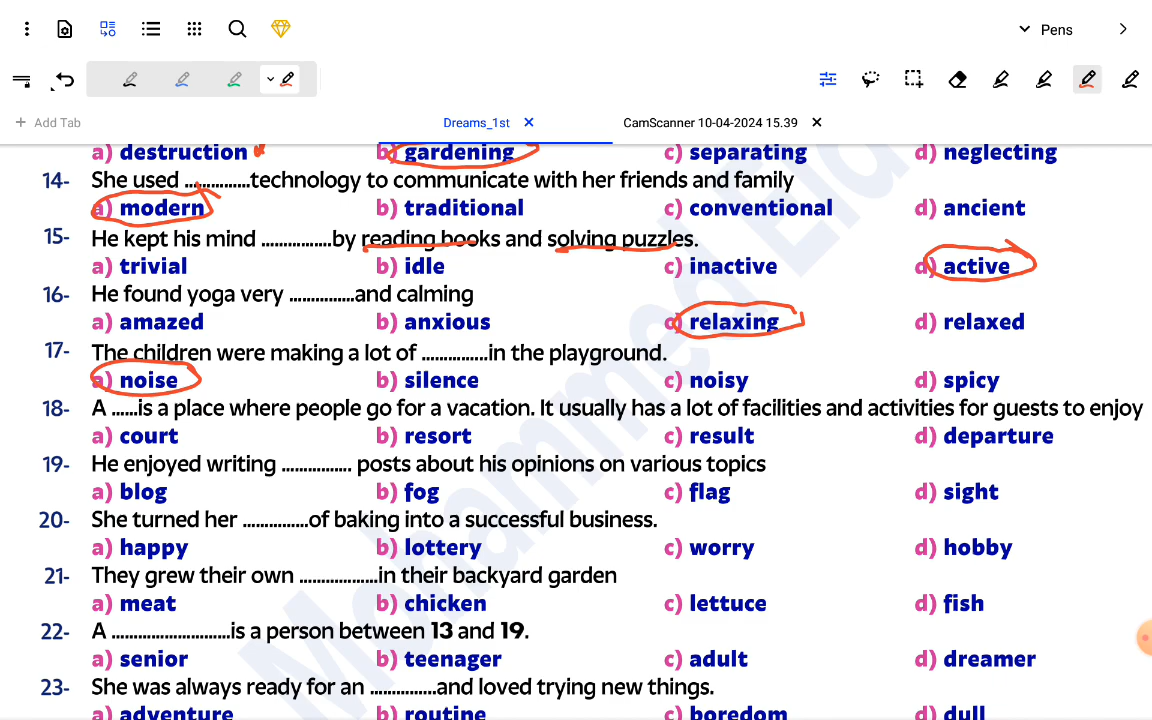 Pens
+ Add Tab
Dreams_1st ×
CamScanner 10-04-2024 15.39 ×
a) destruction b) gardening c) separating d) neglecting
14- She used ...............technology to communicate with her friends and family
a) modern b) traditional c) conventional d) ancient
15- He kept his mind ................by reading books and solving puzzles.
a) trivial b) idle c) inactive d) active
16- He found yoga very ...............and calming
a) amazed b) anxious c) relaxing d) relaxed
17- The children were making a lot of ...............in the playground.
a) noise b) silence c) noisy d) spicy
18- A ......is a place where people go for a vacation. It usually has a lot of facilities and activities for guests to enjoy
a) court b) resort c) result d) departure
19- He enjoyed writing ................ posts about his opinions on various topics
a) blog b) fog c) flag d) sight
20- She turned her ...............of baking into a successful business.
a) happy b) lottery c) worry d) hobby
21- They grew their own ..................in their backyard garden
a) meat b) chicken c) lettuce d) fish
22- A ...........................is a person between 13 and 19.
a) senior b) teenager c) adult d) dreamer
23- She was always ready for an ...............and loved trying new things.
a) adventure b) routine c) boredom d) dull
Mohammed